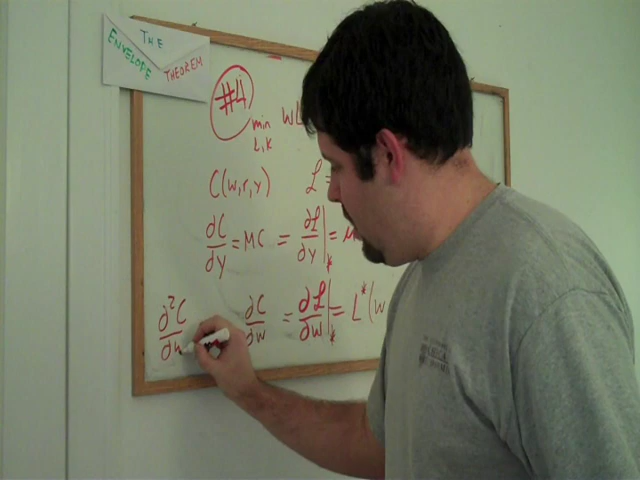 THE
ENVELOPE
THEOREM
#4
min WL
L,K
C(w,r,y) ℒ =
∂C/∂y = MC = ∂ℒ/∂y |* =
∂²C/∂w ∂C/∂w = ∂ℒ/∂w |* = L*(w